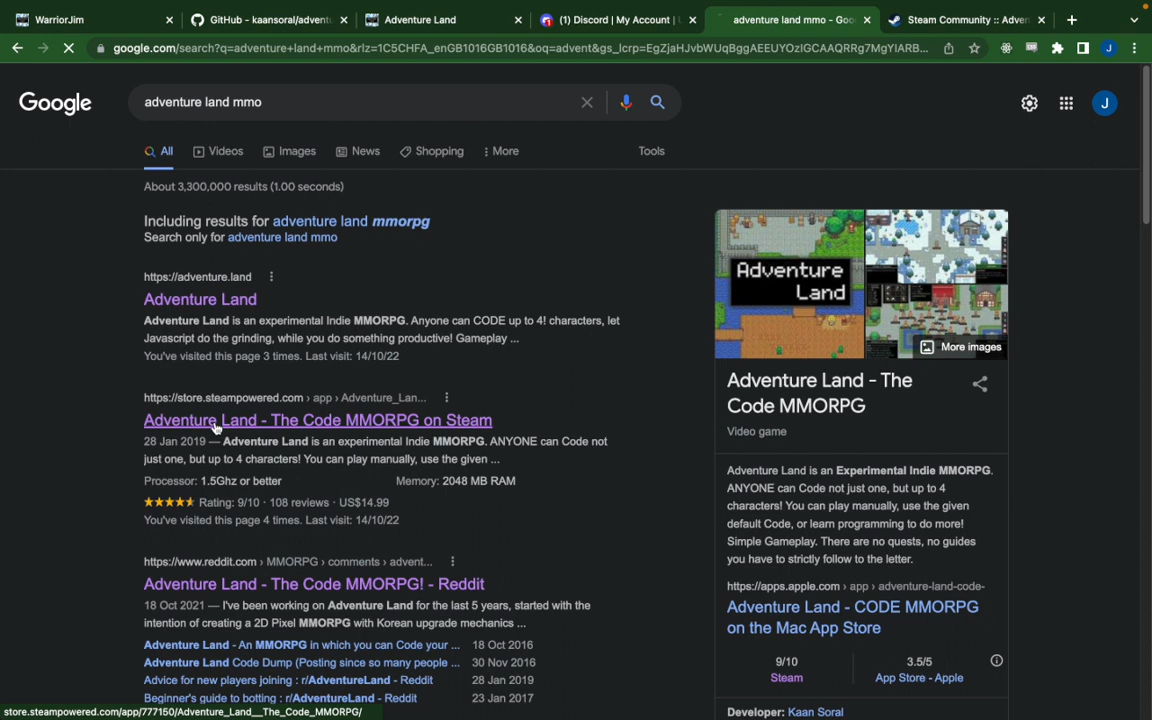 WarriorJim
GitHub - kaansoral/advent
Adventure Land
(1) Discord | My Account |
adventure land mmo - Goo
Steam Community :: Adven
google.com/search?q=adventure+land+mmo&rlz=1C5CHFA_enGB1016GB1016&oq=advent&gs_lcrp=EgZjaHJvbWUqBggAEEUYOzIGCAAQRRg7MgYIARB...
J
Google
adventure land mmo
J
All
Videos
Images
News
Shopping
More
Tools
About 3,300,000 results (1.00 seconds)
Including results for adventure land mmorpg
Search only for adventure land mmo
https://adventure.land
Adventure Land
Adventure Land is an experimental Indie MMORPG. Anyone can CODE up to 4! characters, let
Javascript do the grinding, while you do something productive! Gameplay ...
You've visited this page 3 times. Last visit: 14/10/22
https://store.steampowered.com › app › Adventure_Lan...
Adventure Land - The Code MMORPG on Steam
28 Jan 2019 — Adventure Land is an experimental Indie MMORPG. ANYONE can Code not
just one, but up to 4 characters! You can play manually, use the given ...
Processor: 1.5Ghz or better
Memory: 2048 MB RAM
Rating: 9/10 · 108 reviews · US$14.99
You've visited this page 4 times. Last visit: 14/10/22
https://www.reddit.com › MMORPG › comments › advent...
Adventure Land - The Code MMORPG! - Reddit
18 Oct 2021 — I've been working on Adventure Land for the last 5 years, started with the
intention of creating a 2D Pixel MMORPG with Korean upgrade mechanics ...
Adventure Land - An MMORPG in which you can Code your ... 18 Oct 2016
Adventure Land Code Dump (Posting since so many people ... 30 Nov 2016
Advice for new players joining : r/AdventureLand - Reddit 28 Jan 2019
Beginner's guide to botting : r/AdventureLand - Reddit 23 Jan 2017
store.steampowered.com/app/777150/Adventure_Land__The_Code_MMORPG/
Adventure
Land
More images
Adventure Land - The
Code MMORPG
Video game
Adventure Land is an Experimental Indie MMORPG.
ANYONE can Code not just one, but up to 4
characters! You can play manually, use the given
default Code, or learn programming to do more!
Simple Gameplay. There are no quests, no guides
you have to strictly follow to the letter.
https://apps.apple.com › app › adventure-land-code-
Adventure Land - CODE MMORPG
on the Mac App Store
9/10
Steam
3.5/5
App Store - Apple
Developer: Kaan Soral